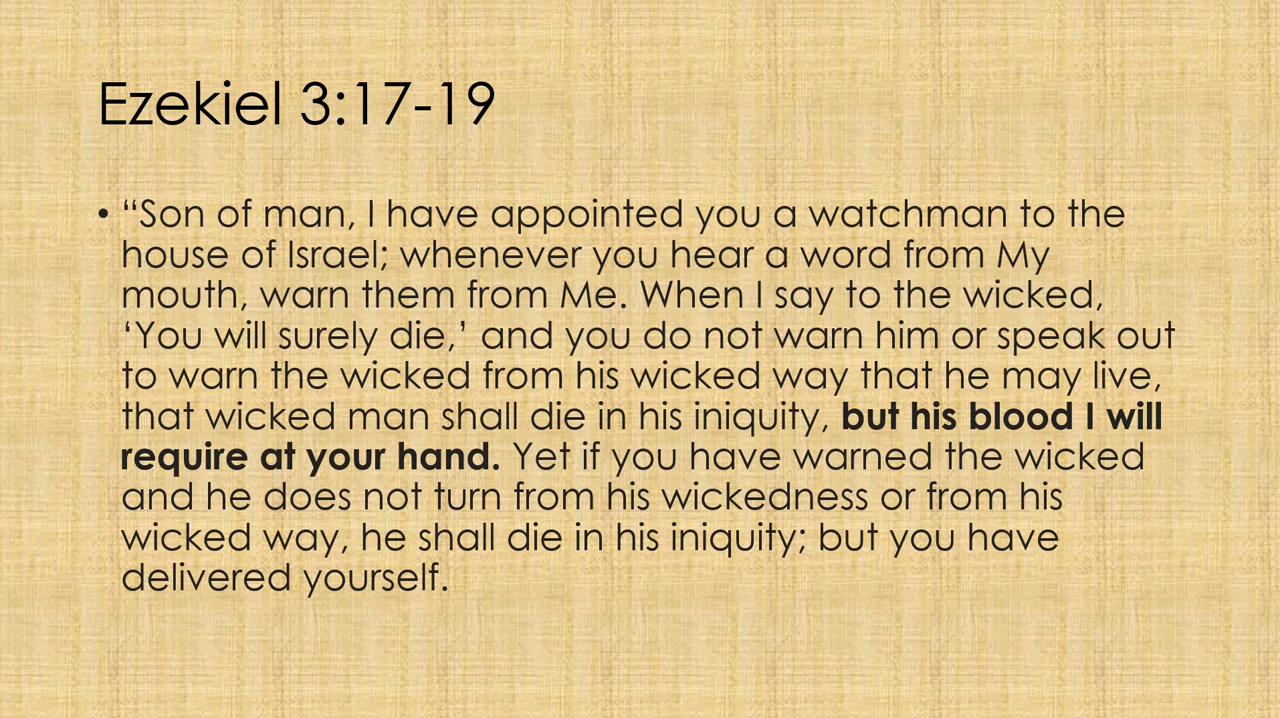 Ezekiel 3:17-19
• “Son of man, I have appointed you a watchman to the
house of Israel; whenever you hear a word from My
mouth, warn them from Me. When I say to the wicked,
‘You will surely die,’ and you do not warn him or speak out
to warn the wicked from his wicked way that he may live,
that wicked man shall die in his iniquity, but his blood I will
require at your hand. Yet if you have warned the wicked
and he does not turn from his wickedness or from his
wicked way, he shall die in his iniquity; but you have
delivered yourself.